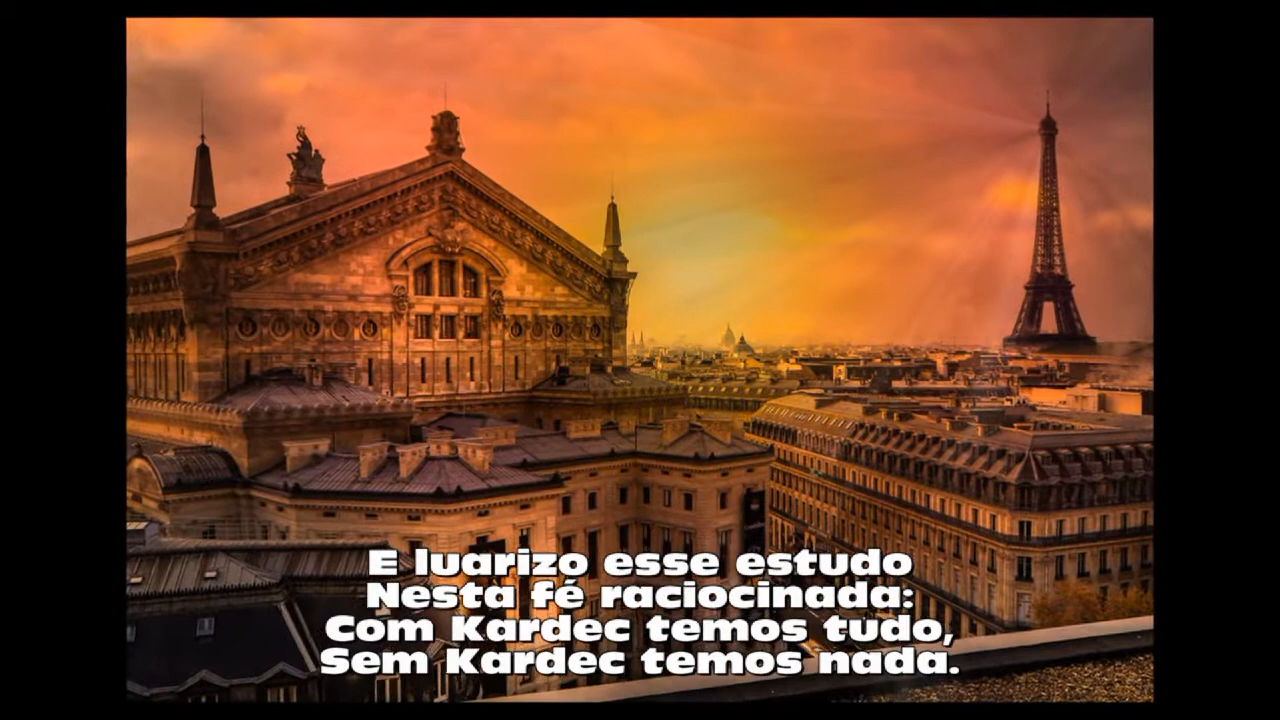 E luarizo esse estudo
Nesta fé raciocinada:
Com Kardec temos tudo,
Sem Kardec temos nada.